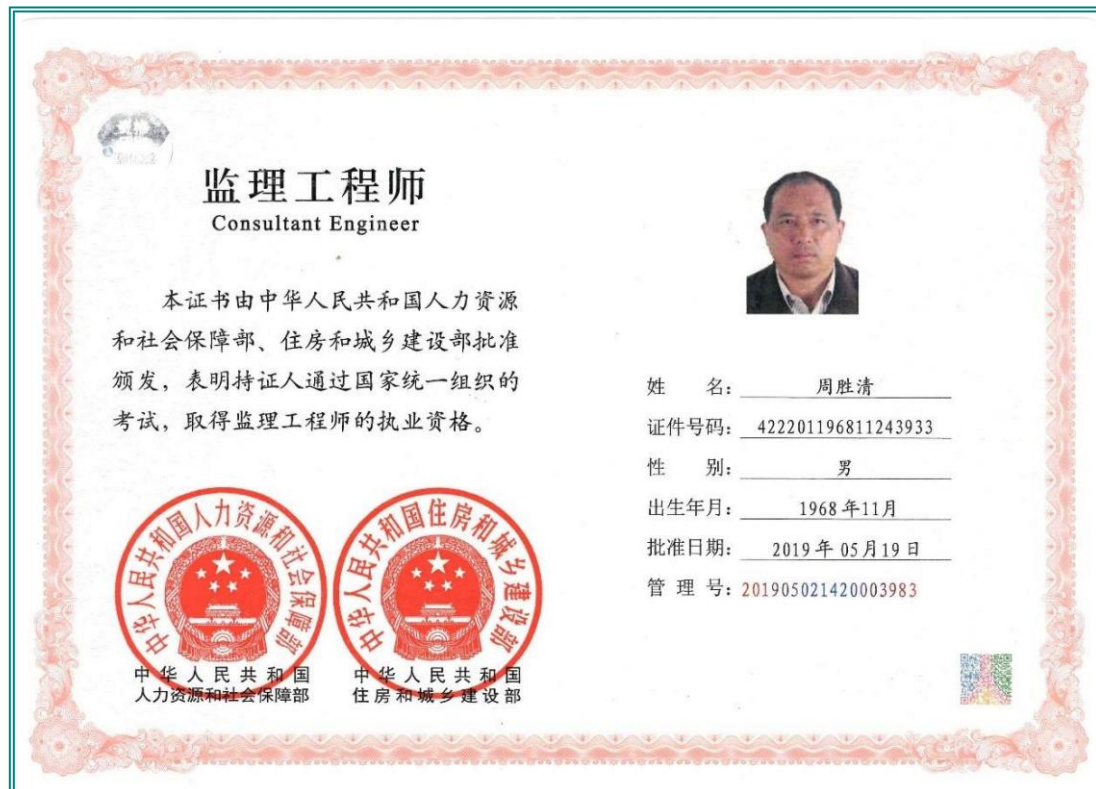 监理工程师
Consultant Engineer
本证书由中华人民共和国人力资源
和社会保障部、住房和城乡建设部批准
颁发，表明持证人通过国家统一组织的
考试，取得监理工程师的执业资格。
中华人民共和国人力资源和社会保障部
中华人民共和国
人力资源和社会保障部
中华人民共和国住房和城乡建设部
中华人民共和国
住房和城乡建设部
姓 名：周胜清
证件号码：422201196811243933
性 别：男
出生年月：1968年11月
批准日期：2019年05月19日
管 理 号：201905021420003983